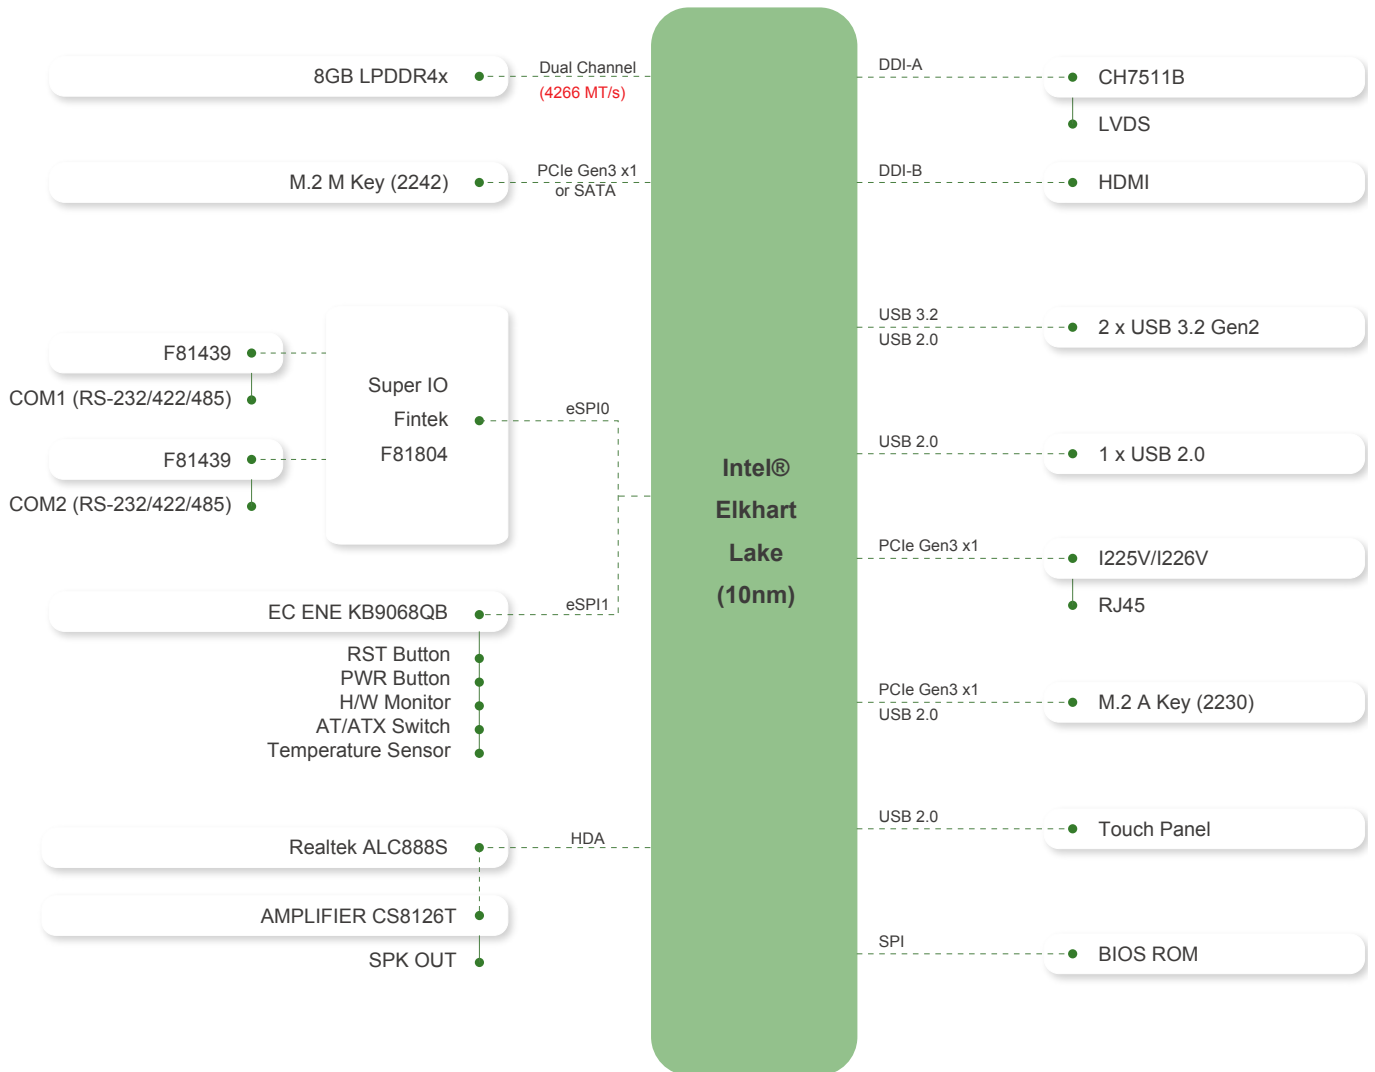 8GB LPDDR4x
Dual Channel
(4266 MT/s)
M.2 M Key (2242)
PCIe Gen3 x1
or SATA
F81439
COM1 (RS-232/422/485)
F81439
COM2 (RS-232/422/485)
Super IO
Fintek
F81804
eSPI0
EC ENE KB9068QB
eSPI1
RST Button
PWR Button
H/W Monitor
AT/ATX Switch
Temperature Sensor
Realtek ALC888S
HDA
AMPLIFIER CS8126T
SPK OUT
Intel®
Elkhart
Lake
(10nm)
DDI-A
CH7511B
LVDS
DDI-B
HDMI
USB 3.2
USB 2.0
2 x USB 3.2 Gen2
USB 2.0
1 x USB 2.0
PCIe Gen3 x1
I225V/I226V
RJ45
PCIe Gen3 x1
USB 2.0
M.2 A Key (2230)
USB 2.0
Touch Panel
SPI
BIOS ROM